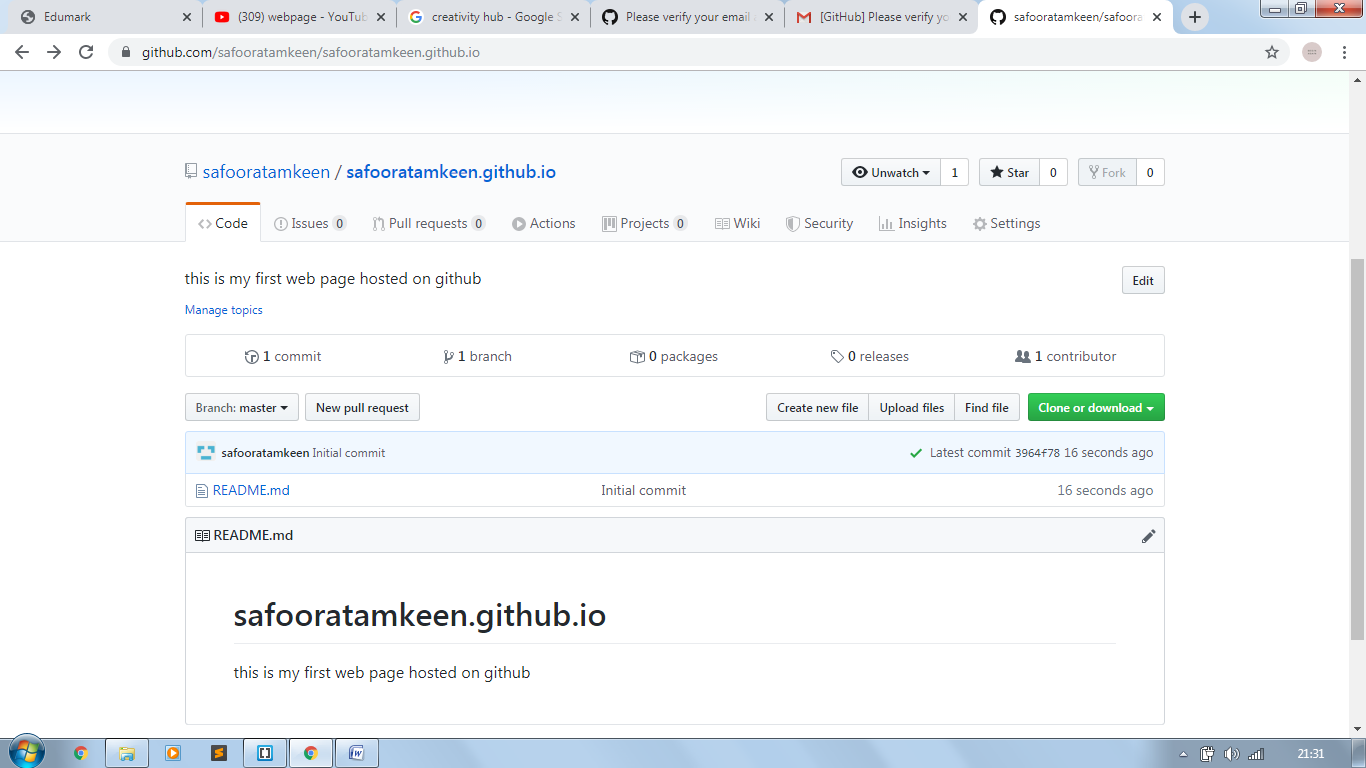 Edumark
(309) webpage - YouTub
creativity hub - Google S
Please verify your email a
[GitHub] Please verify yo
safooratamkeen/safoora
github.com/safooratamkeen/safooratamkeen.github.io
safooratamkeen / safooratamkeen.github.io
Unwatch 1 Star 0 Fork 0
Code Issues 0 Pull requests 0 Actions Projects 0 Wiki Security Insights Settings
this is my first web page hosted on github Edit
Manage topics
1 commit 1 branch 0 packages 0 releases 1 contributor
Branch: master New pull request Create new file Upload files Find file Clone or download
safooratamkeen Initial commit Latest commit 3964f78 16 seconds ago
README.md Initial commit 16 seconds ago
README.md
safooratamkeen.github.io
this is my first web page hosted on github
21:31